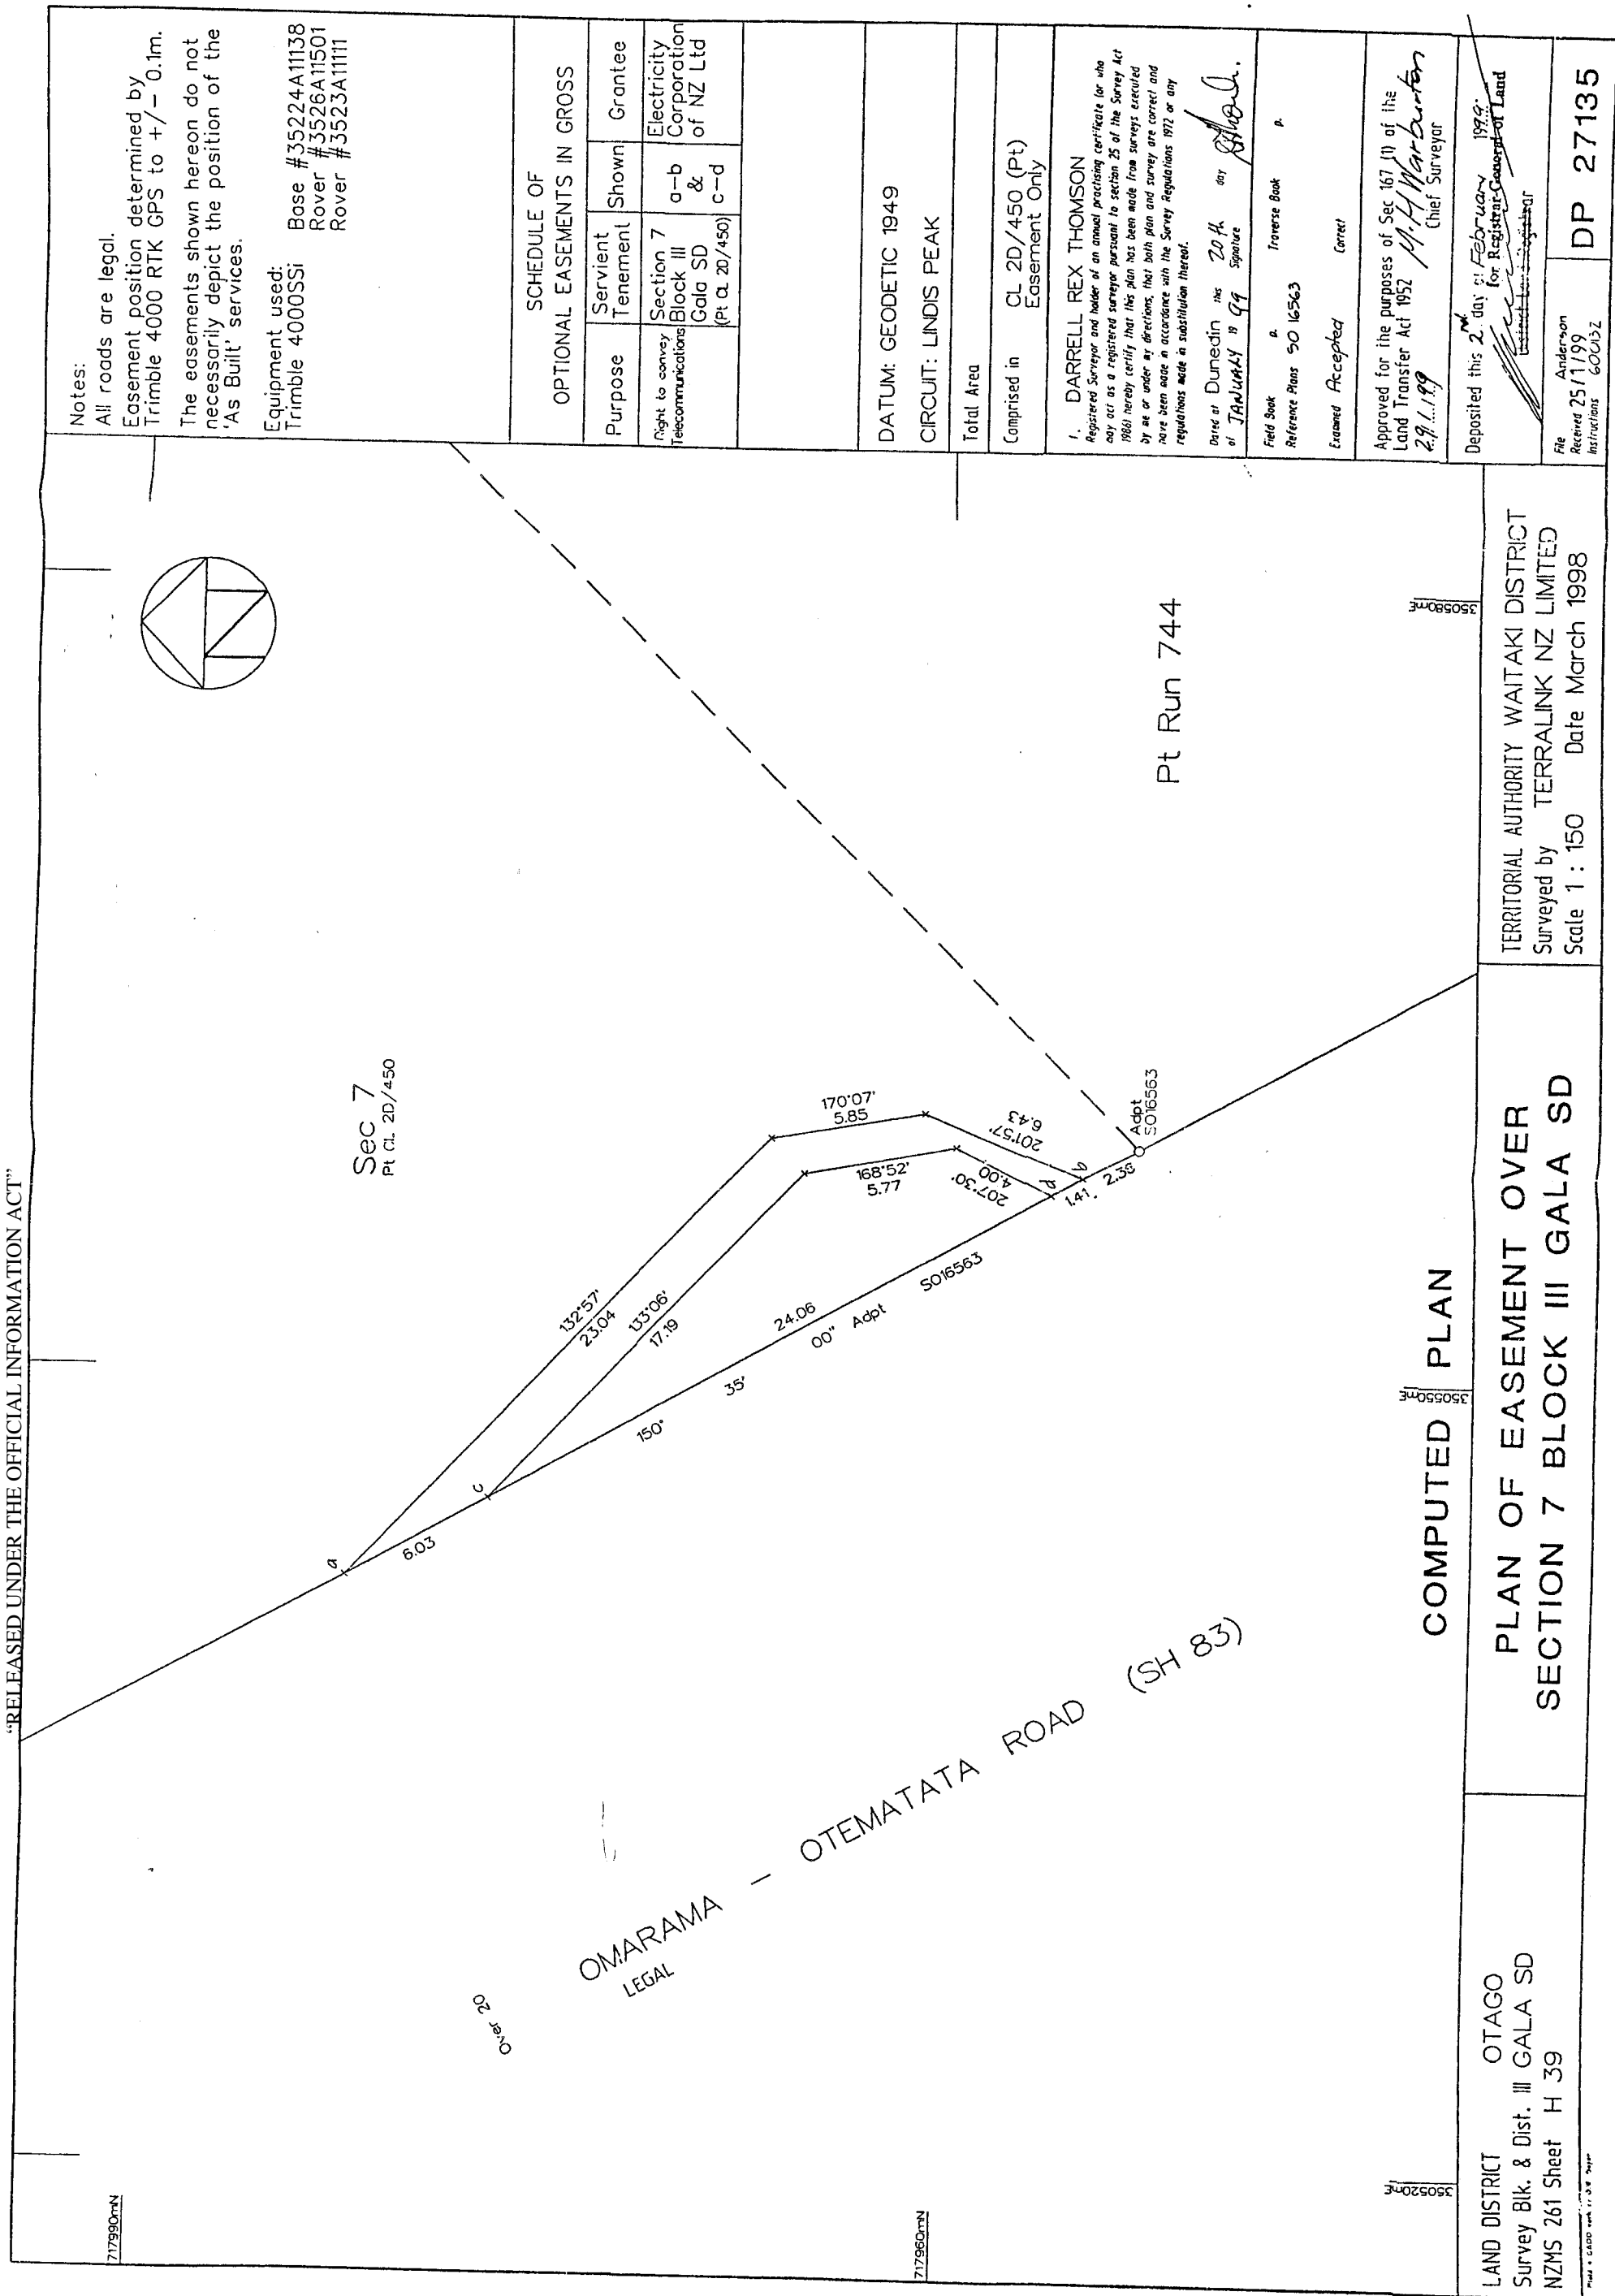 "RELEASED UNDER THE OFFICIAL INFORMATION ACT"
717990mN
717960mN
350520mE
350550mE
350580mE
Sec 7
Pt CL 2D/450
Pt Run 744
a
6.03
c
132°57'
23.04
133°06'
17.19
170°07'
5.85
168°52'
5.77
201°57'
6.43
207°30'
4.00
d
b
1.41
2.38
Adpt
SO16563
150° 35' 00" Adpt SO16563
24.06
Over 20
OMARAMA - OTEMATATA ROAD (SH 83)
LEGAL
COMPUTED PLAN
Notes:
All roads are legal.
Easement position determined by
Trimble 4000 RTK GPS to +/- 0.1m.
The easements shown hereon do not
necessarily depict the position of the
'As Built' services.
Equipment used:
Trimble 4000SSi Base #35224A11138
Rover #3526A11501
Rover #3523A11111
SCHEDULE OF
OPTIONAL EASEMENTS IN GROSS
Purpose Servient Tenement Shown Grantee
Right to convey Telecommunications
Section 7
Block III
Gala SD
(Pt CL 2D/450)
a-b
&
c-d
Electricity
Corporation
of NZ Ltd
DATUM: GEODETIC 1949
CIRCUIT: LINDIS PEAK
Total Area
Comprised in CL 2D/450 (Pt)
Easement Only
I, DARRELL REX THOMSON
Registered Surveyor and holder of an annual practising certificate (or who
may act as a registered surveyor pursuant to section 25 of the Survey Act
1986) hereby certify that this plan has been made from surveys executed
by me or under my directions, that both plan and survey are correct and
have been made in accordance with the Survey Regulations 1972 or any
regulations made in substitution thereof.
Dated at Dunedin this 20th day
of JANUARY 19 99 Signature
Field Book p. Traverse Book p.
Reference Plans SO 16563
Examined Accepted Correct
Approved for the purposes of Sec 167 (1) of the
Land Transfer Act 1952
29/1/99 M.H. Warburton
Chief Surveyor
Deposited this 2nd day of February 1999
for Registrar-General of Land
District Land Registrar
File Anderson
Received 25/1/99
Instructions
DP 27135
LAND DISTRICT OTAGO
Survey Blk. & Dist. III GALA SD
NZMS 261 Sheet H 39
PLAN OF EASEMENT OVER
SECTION 7 BLOCK III GALA SD
TERRITORIAL AUTHORITY WAITAKI DISTRICT
Surveyed by TERRALINK NZ LIMITED
Scale 1 : 150 Date March 1998